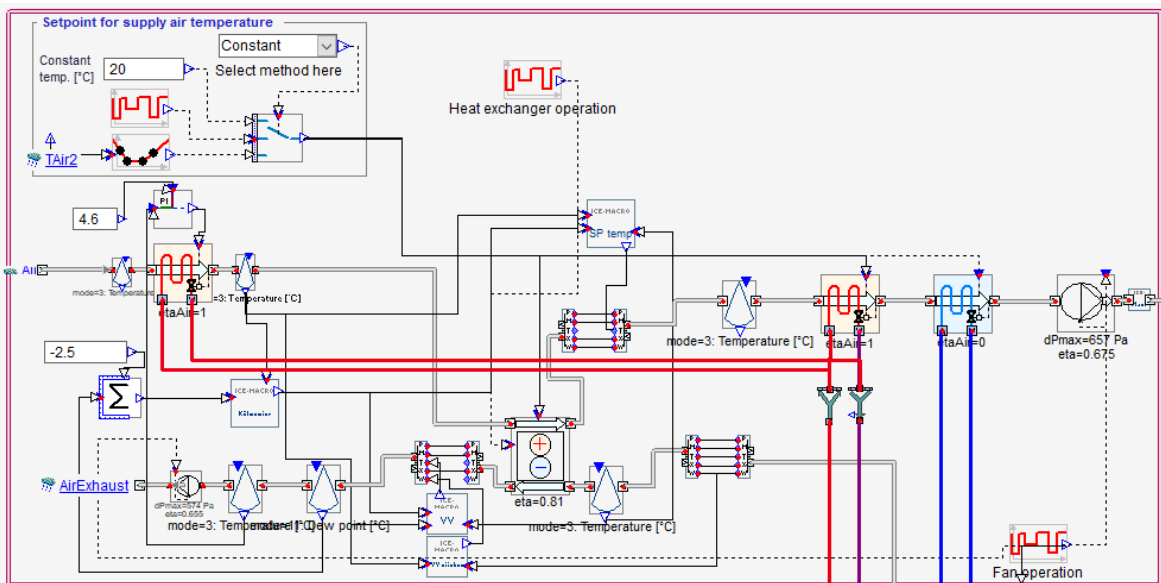 Setpoint for supply air temperature
Constant
Constant
temp. [°C]
20
Select method here
Heat exchanger operation
TAir2
PI
4.6
ICE-MACRO
SP temp
Air
mode=3: Temperature
=3: Temperature [°C]
etaAir=1
mode=3: Temperature [°C]
etaAir=1
etaAir=0
dPmax=657 Pa
eta=0.675
ICE-
-2.5
Σ
ICE-MACRO
P
M
T
X
P
M
T
X
AirExhaust
dPmax=574 Pa
eta=0.655
mode=3: Temperature
Dew point [°C]
eta=0.81
mode=3: Temperature [°C]
ICE-
MACRO
VV
ICE-
MACRO
Fan operation